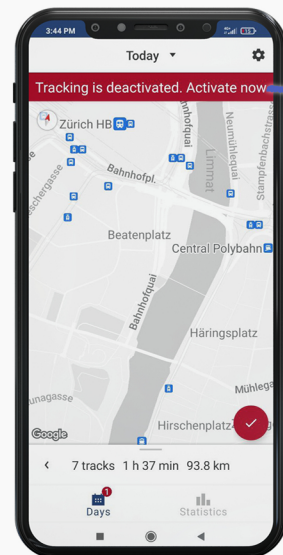 3:44 PM
Today
Tracking is deactivated. Activate now
Zürich HB
Bahnhofpl.
Limmat
Neumühlequai
Stampfenbachstrasse
Beatenplatz
Central Polybahn
Bahnhofquai
Häringsplatz
Mühlega
unagasse
Hirschenplatz
Google
7 tracks 1 h 37 min 93.8 km
1
Days
Statistics